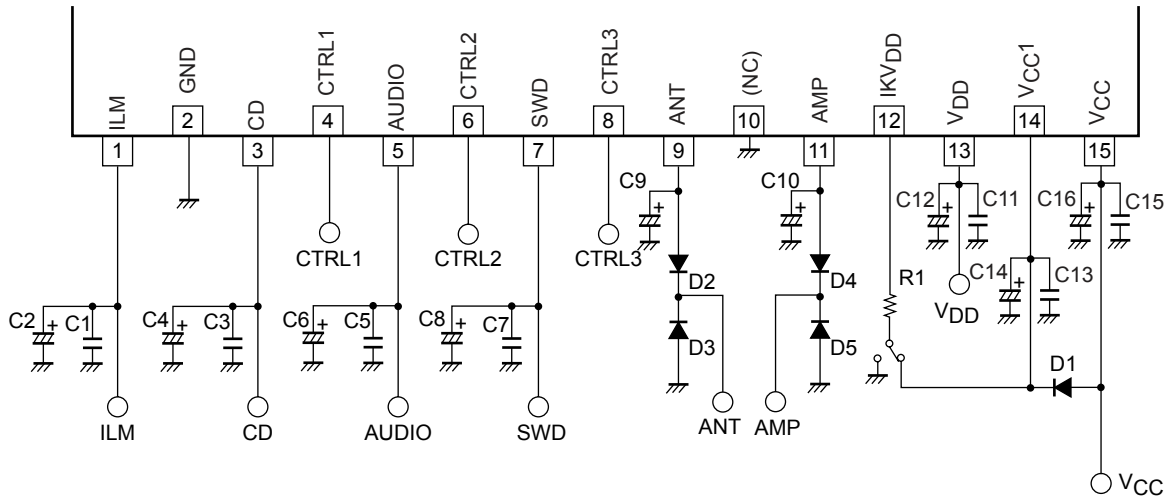 ILM
GND
CD
CTRL1
AUDIO
CTRL2
SWD
CTRL3
ANT
(NC)
AMP
IKVDD
VDD
VCC1
VCC
1
2
3
4
5
6
7
8
9
10
11
12
13
14
15
C9
+
C10
+
C12
+
C11
C16
+
C15
CTRL1
CTRL2
CTRL3
D2
D4
R1
C14
+
C13
VDD
C2
+
C1
C4
+
C3
C6
+
C5
C8
+
C7
D3
D5
D1
ILM
CD
AUDIO
SWD
ANT
AMP
VCC